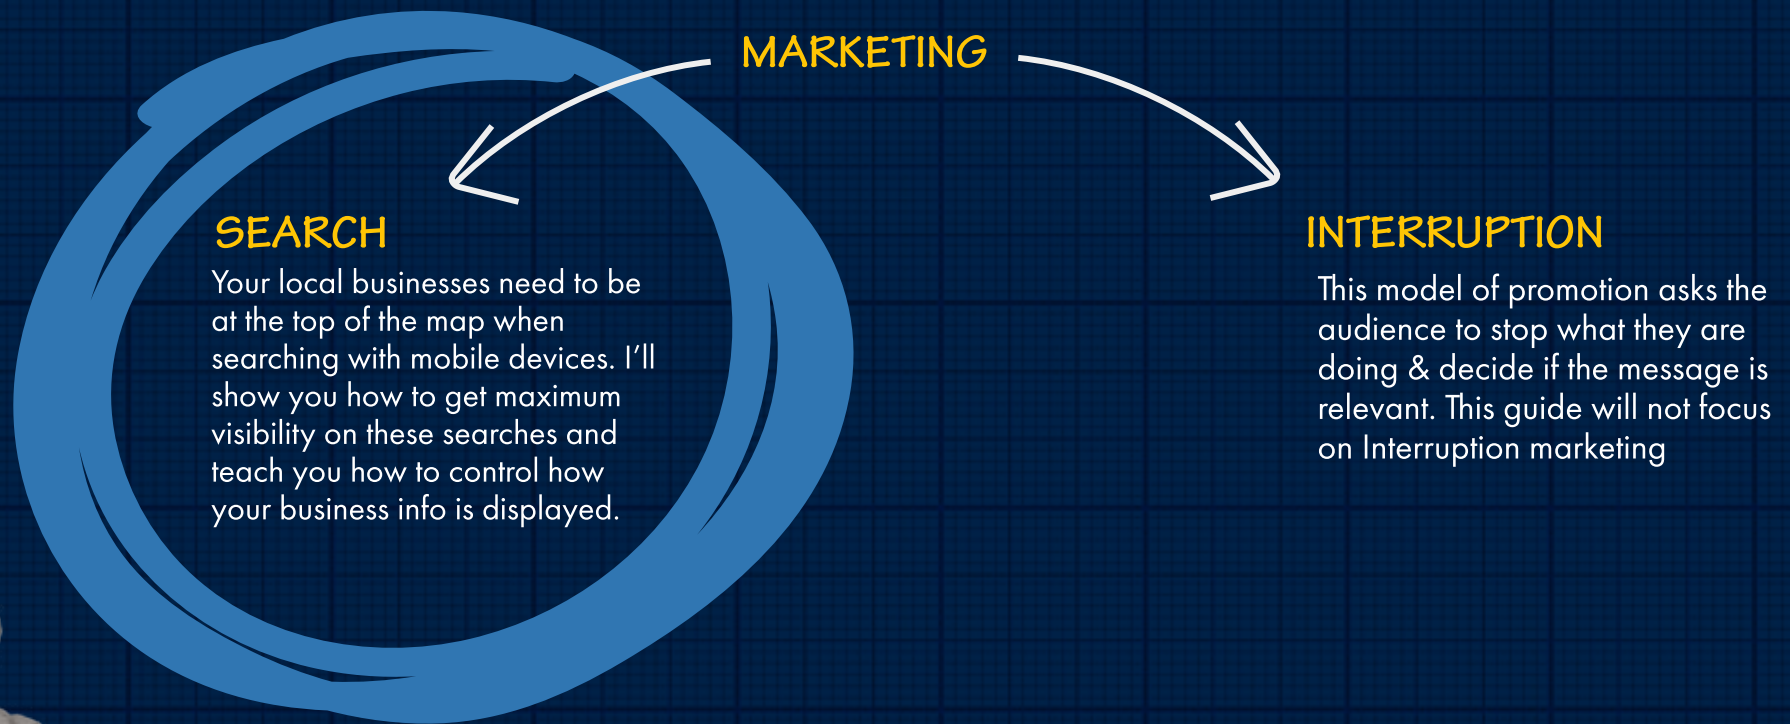 MARKETING
SEARCH
Your local businesses need to be
at the top of the map when
searching with mobile devices. I’ll
show you how to get maximum
visibility on these searches and
teach you how to control how
your business info is displayed.
INTERRUPTION
This model of promotion asks the
audience to stop what they are
doing & decide if the message is
relevant. This guide will not focus
on Interruption marketing